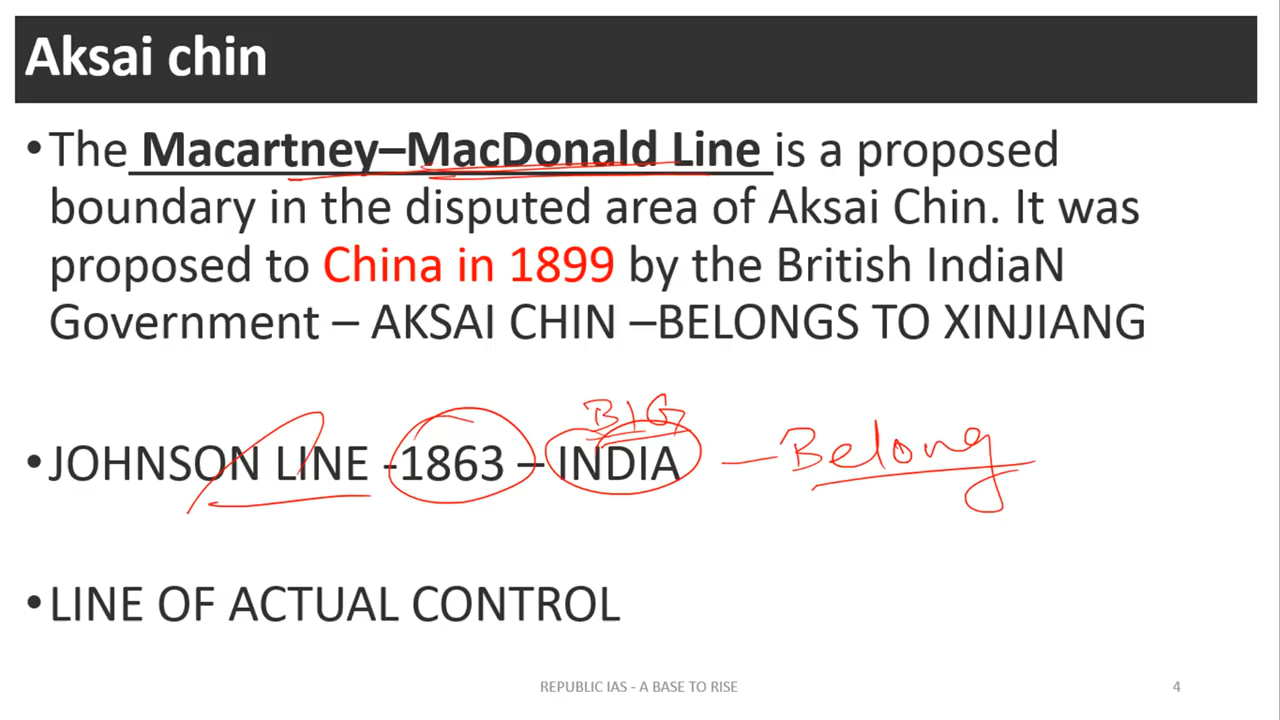 Aksai chin
•The Macartney–MacDonald Line is a proposed
boundary in the disputed area of Aksai Chin. It was
proposed to China in 1899 by the British IndiaN
Government – AKSAI CHIN –BELONGS TO XINJIANG
BIG
•JOHNSON LINE -1863 – INDIA — Belong
•LINE OF ACTUAL CONTROL
REPUBLIC IAS - A BASE TO RISE 4